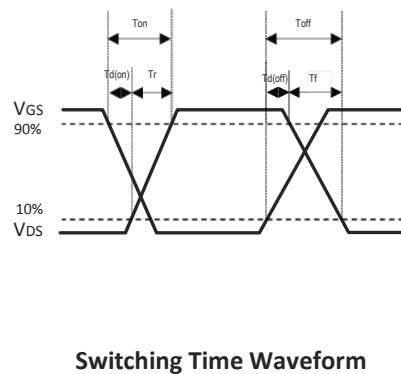 Ton Toff
Td(on) Tr Td(off) Tf
VGS
90%
10%
VDS
Switching Time Waveform